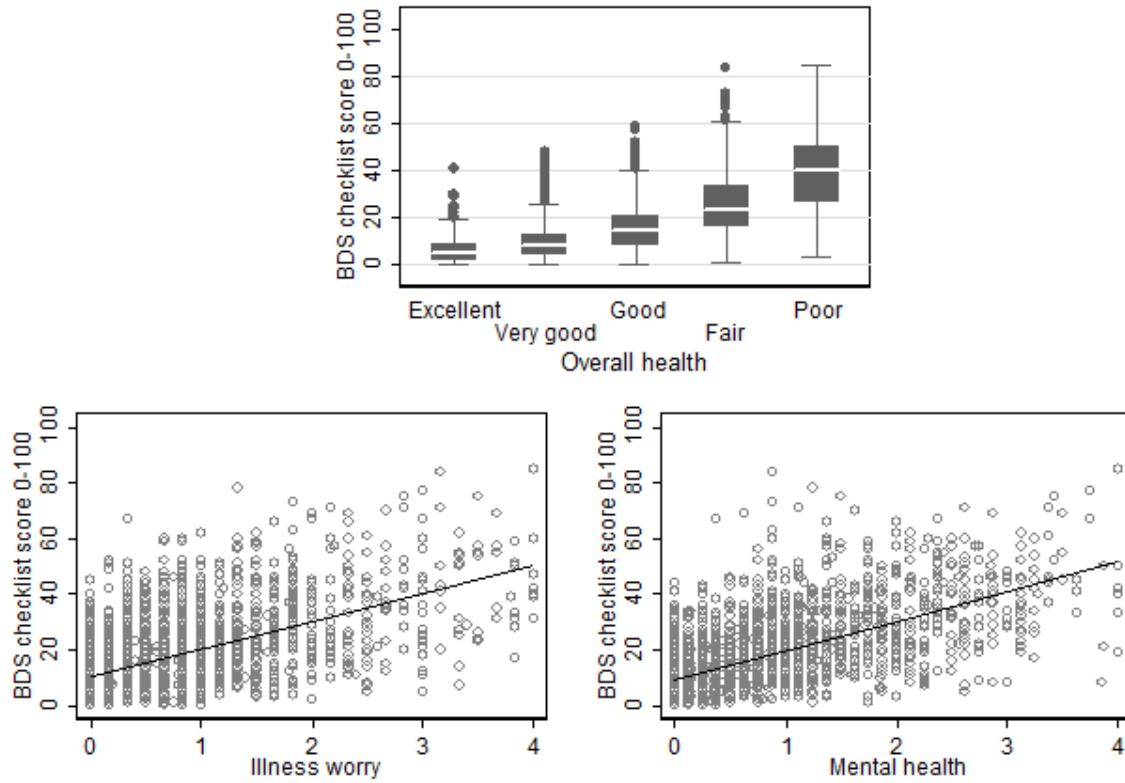 BDS checklist score 0-100
100
80
60
40
20
0
Excellent
Very good
Good
Fair
Poor
Overall health
BDS checklist score 0-100
100
80
60
40
20
0
0 1 2 3 4
Illness worry
BDS checklist score 0-100
100
80
60
40
20
0
0 1 2 3 4
Mental health